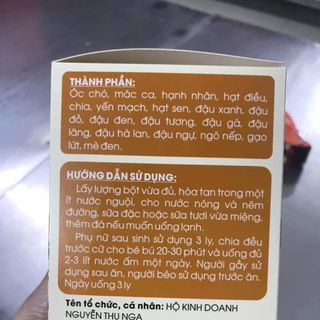 THÀNH PHẦN:
Óc chó, mác ca, hạnh nhân, hạt điều,
chia, yến mạch, hạt sen, đậu xanh, đậu
đỏ, đậu đen, đậu tương, đậu gà, đậu
lăng, đậu hà lan, đậu ngự, ngô nếp, gạo
lứt, mè đen.
HƯỚNG DẪN SỬ DỤNG:
Lấy lượng bột vừa đủ, hòa tan trong một
ít nước nguội, cho nước nóng và nêm
đường, sữa đặc hoặc sữa tươi vừa miệng,
thêm đá nếu muốn uống lạnh.
Phụ nữ sau sinh sử dụng 3 ly, chia đều
trước cữ cho bé bú 20-30 phút và uống đủ
2-3 lít nước ấm một ngày. Người gầy sử
dụng sau ăn, người béo sử dụng trước ăn.
Ngày uống 3 ly
Tên tổ chức, cá nhân: HỘ KINH DOANH
NGUYỄN THU NGA